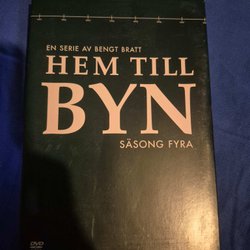 EN SERIE AV BENGT BRATT
HEM TILL
BYN
SÄSONG FYRA
DVD